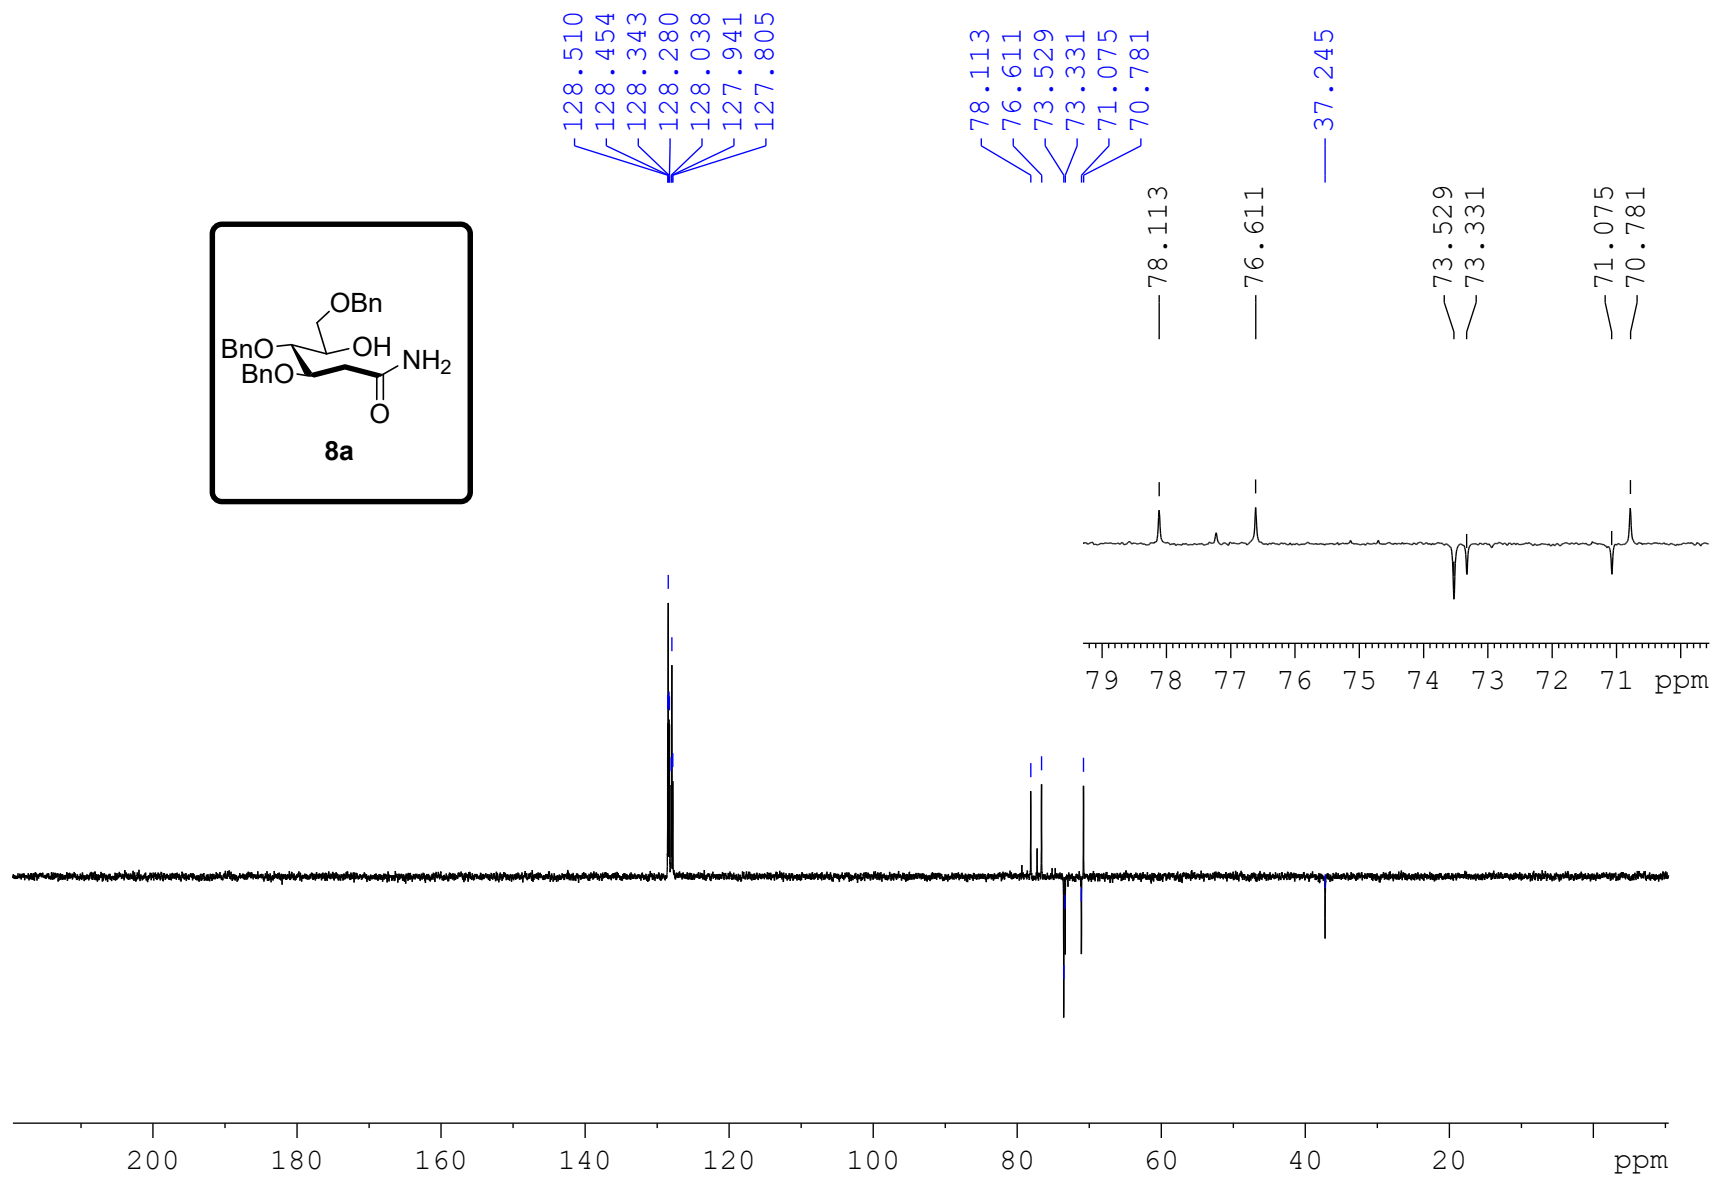 128.510
128.454
128.343
128.280
128.038
127.941
127.805
78.113
76.611
73.529
73.331
71.075
70.781
37.245
78.113
76.611
73.529
73.331
71.075
70.781
OBn
BnO
OH
BnO
NH2
O
8a
79 78 77 76 75 74 73 72 71 ppm
200 180 160 140 120 100 80 60 40 20 ppm